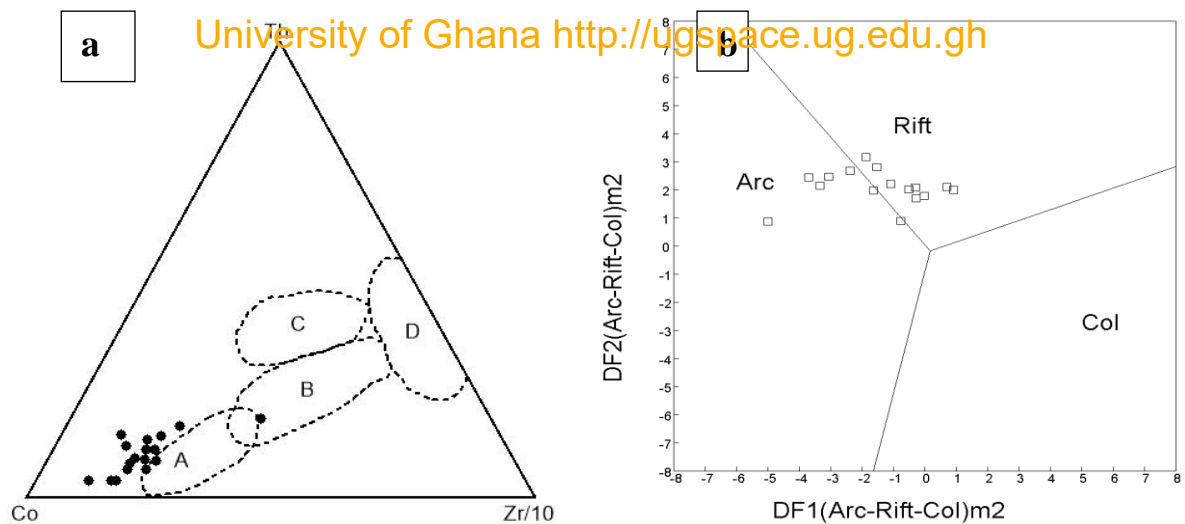 University of Ghana http://ugspace.ug.edu.gh
a
Th
C
D
B
A
Co
Zr/10
b
8
7
6
5
4
3
2
1
0
-1
-2
-3
-4
-5
-6
-7
-8
-8 -7 -6 -5 -4 -3 -2 -1 0 1 2 3 4 5 6 7 8
Rift
Arc
Col
DF2(Arc-Rift-Col)m2
DF1(Arc-Rift-Col)m2